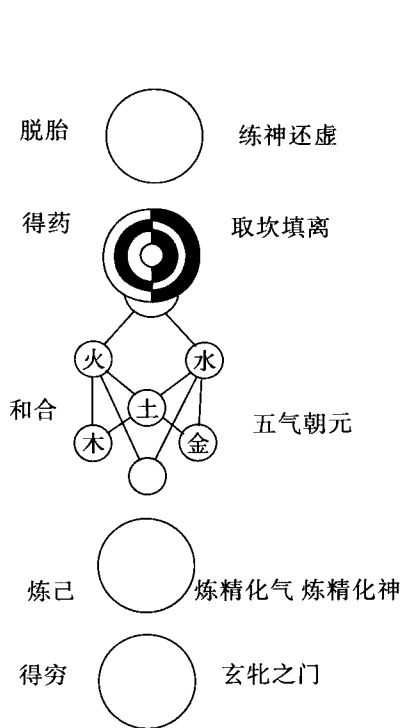 脱胎 练神还虚
得药 取坎填离
火 水
土
和合 五气朝元
木 金
炼己 炼精化气 炼精化神
得穷 玄牝之门